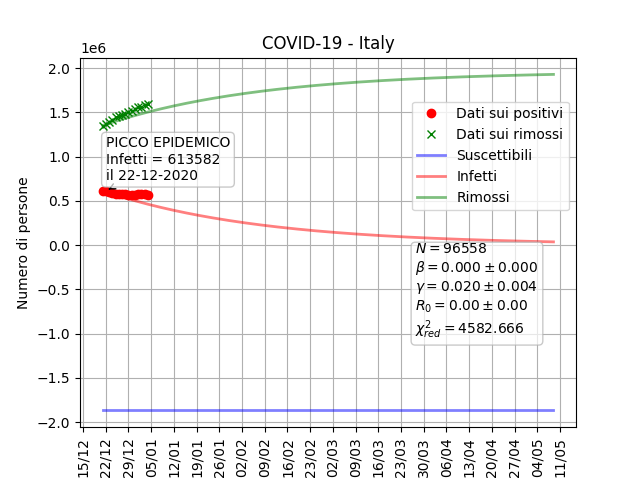 COVID-19 - Italy
1e6
2.0
1.5
1.0
0.5
0.0
−0.5
−1.0
−1.5
−2.0
Numero di persone
PICCO EPIDEMICO
Infetti = 613582
il 22-12-2020
Dati sui positivi
Dati sui rimossi
Suscettibili
Infetti
Rimossi
N = 96558
β = 0.000 ± 0.000
γ = 0.020 ± 0.004
R₀ = 0.00 ± 0.00
χ²red = 4582.666
15/12
22/12
29/12
05/01
12/01
19/01
26/01
02/02
09/02
16/02
23/02
02/03
09/03
16/03
23/03
30/03
06/04
13/04
20/04
27/04
04/05
11/05